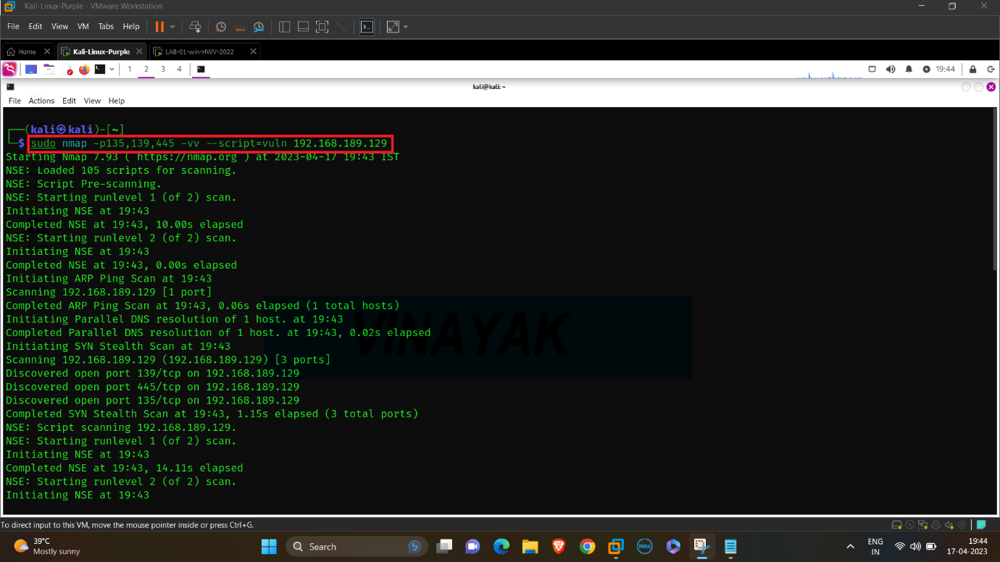 Kali-Linux-Purple - VMware Workstation
File Edit View VM Tabs Help
Home Kali-Linux-Purple LAB-01-win-HWV-2022
1 2 3 4 19:44
kali@kali: ~
File Actions Edit View Help
┌──(kali㉿kali)-[~]
└─$ sudo nmap -p135,139,445 -vv --script=vuln 192.168.189.129
Starting Nmap 7.93 ( https://nmap.org ) at 2023-04-17 19:43 IST
NSE: Loaded 105 scripts for scanning.
NSE: Script Pre-scanning.
NSE: Starting runlevel 1 (of 2) scan.
Initiating NSE at 19:43
Completed NSE at 19:43, 10.00s elapsed
NSE: Starting runlevel 2 (of 2) scan.
Initiating NSE at 19:43
Completed NSE at 19:43, 0.00s elapsed
Initiating ARP Ping Scan at 19:43
Scanning 192.168.189.129 [1 port]
Completed ARP Ping Scan at 19:43, 0.06s elapsed (1 total hosts)
Initiating Parallel DNS resolution of 1 host. at 19:43
Completed Parallel DNS resolution of 1 host. at 19:43, 0.02s elapsed
VINAYAK
Initiating SYN Stealth Scan at 19:43
Scanning 192.168.189.129 (192.168.189.129) [3 ports]
Discovered open port 139/tcp on 192.168.189.129
Discovered open port 445/tcp on 192.168.189.129
Discovered open port 135/tcp on 192.168.189.129
Completed SYN Stealth Scan at 19:43, 1.15s elapsed (3 total ports)
NSE: Script scanning 192.168.189.129.
NSE: Starting runlevel 1 (of 2) scan.
Initiating NSE at 19:43
Completed NSE at 19:43, 14.11s elapsed
NSE: Starting runlevel 2 (of 2) scan.
Initiating NSE at 19:43
To direct input to this VM, move the mouse pointer inside or press Ctrl+G.
39°C
Mostly sunny
Search
DELL
ENG
IN
19:44
17-04-2023